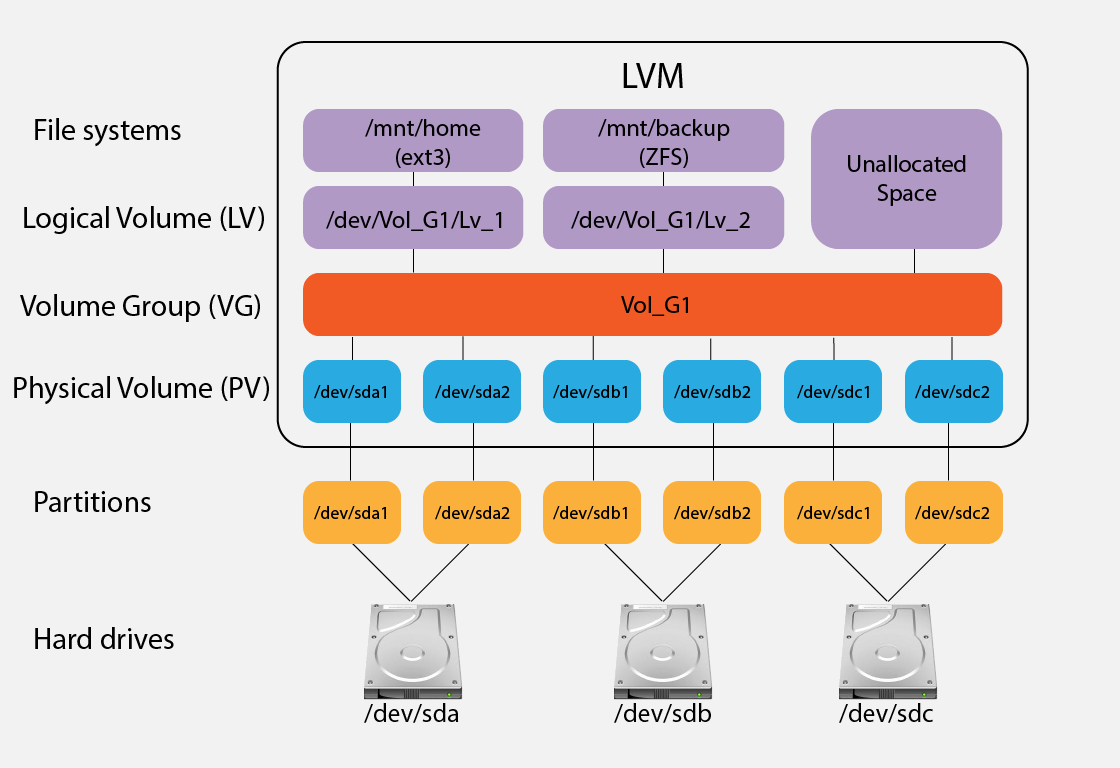 LVM
File systems
/mnt/home
(ext3)
/mnt/backup
(ZFS)
Unallocated
Space
Logical Volume (LV)
/dev/Vol_G1/Lv_1
/dev/Vol_G1/Lv_2
Volume Group (VG)
Vol_G1
Physical Volume (PV)
/dev/sda1
/dev/sda2
/dev/sdb1
/dev/sdb2
/dev/sdc1
/dev/sdc2
Partitions
/dev/sda1
/dev/sda2
/dev/sdb1
/dev/sdb2
/dev/sdc1
/dev/sdc2
Hard drives
/dev/sda
/dev/sdb
/dev/sdc